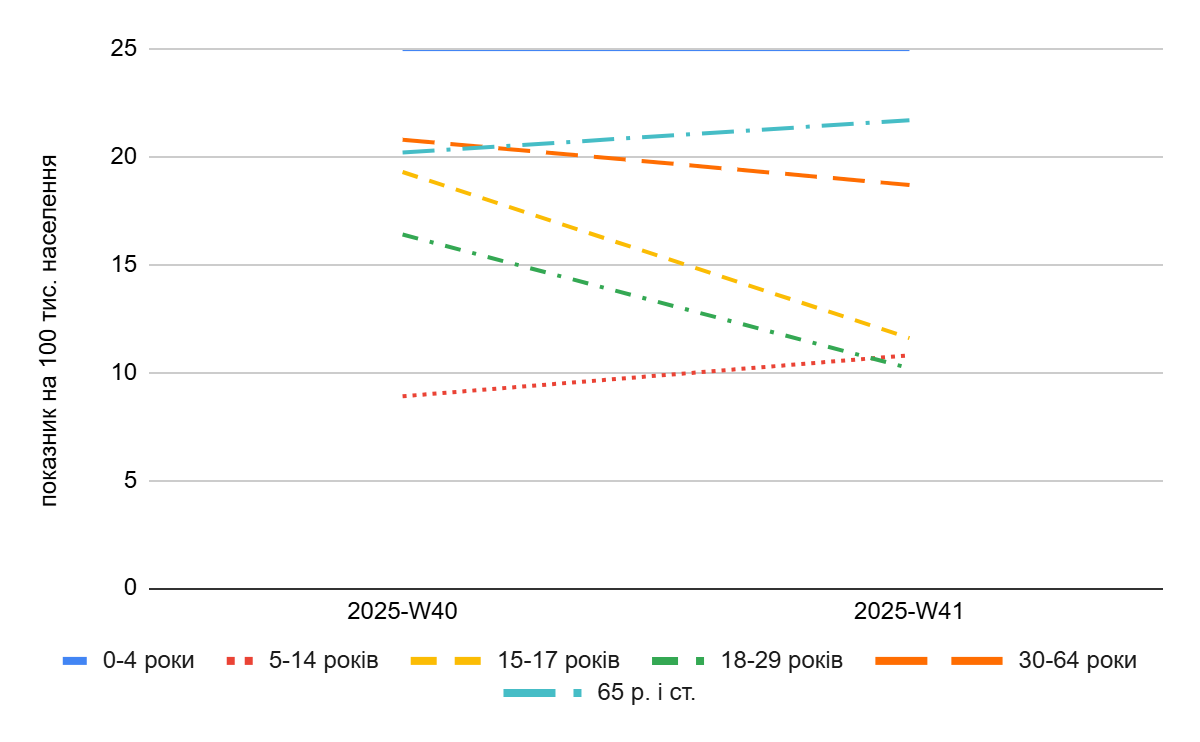 показник на 100 тис. населення
25
20
15
10
5
0
2025-W40 2025-W41
0-4 роки 5-14 років 15-17 років 18-29 років 30-64 роки
65 р. і ст.